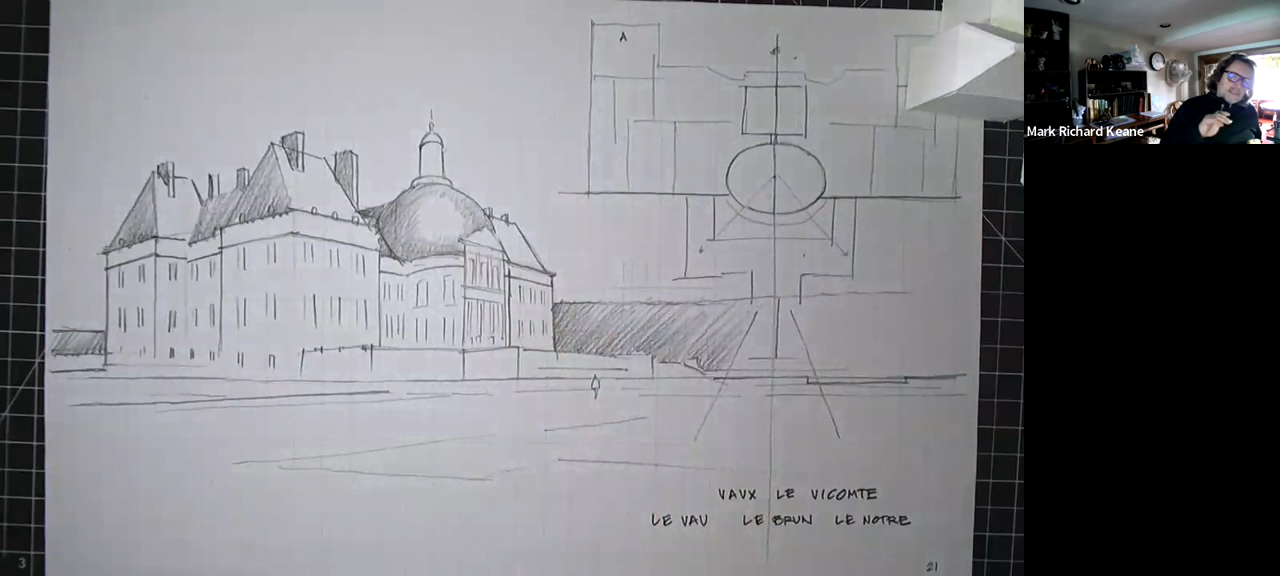 A
Mark Richard Keane
VAUX LE VICOMTE
LE VAU LE BRUN LE NOTRE
21
3